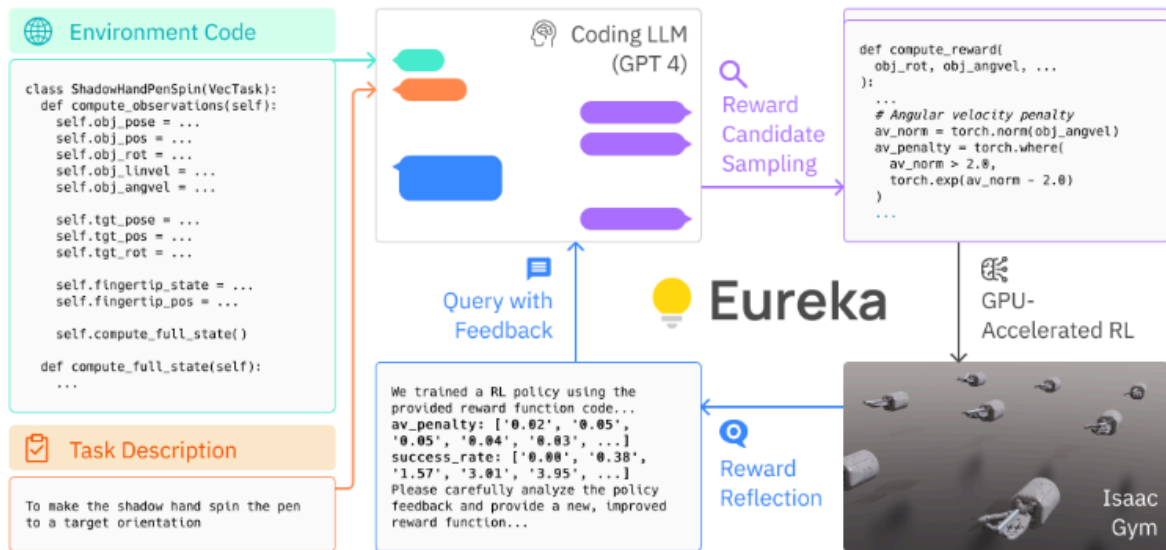 Environment Code
class ShadowHandPenSpin(VecTask):
def compute_observations(self):
self.obj_pose = ...
self.obj_pos = ...
self.obj_rot = ...
self.obj_linvel = ...
self.obj_angvel = ...
self.tgt_pose = ...
self.tgt_pos = ...
self.tgt_rot = ...
self.fingertip_state = ...
self.fingertip_pos = ...
self.compute_full_state()
def compute_full_state(self):
...
Task Description
To make the shadow hand spin the pen
to a target orientation
Coding LLM
(GPT 4)
Reward
Candidate
Sampling
def compute_reward(
obj_rot, obj_angvel, ...
):
...
# Angular velocity penalty
av_norm = torch.norm(obj_angvel)
av_penalty = torch.where(
av_norm > 2.0,
torch.exp(av_norm - 2.0)
)
...
Query with
Feedback
Eureka
GPU-
Accelerated RL
We trained a RL policy using the
provided reward function code...
av_penalty: ['0.02', '0.05',
'0.05', '0.04', '0.03', ...]
success_rate: ['0.00', '0.38',
'1.57', '3.01', '3.95', ...]
Please carefully analyze the policy
feedback and provide a new, improved
reward function...
Reward
Reflection
Isaac
Gym